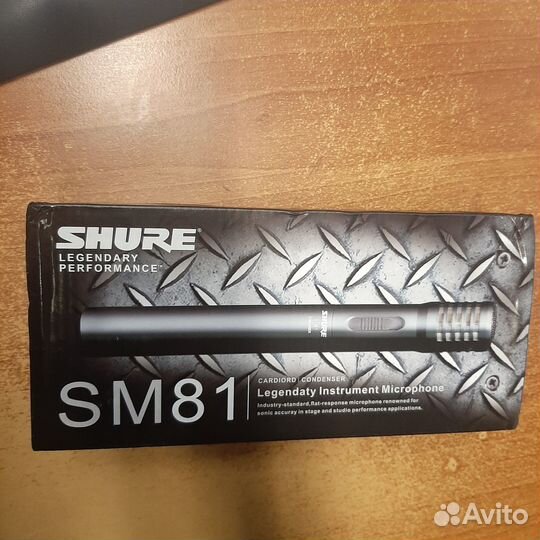 SHURE
LEGENDARY
PERFORMANCE™
SHURE
SM81
CARDIORD CONDENSER
Legendaty Instrument Microphone
Industry-standard,flat-response microphone renowned for
sonic accuray in stage and studio performance applications.
Avito